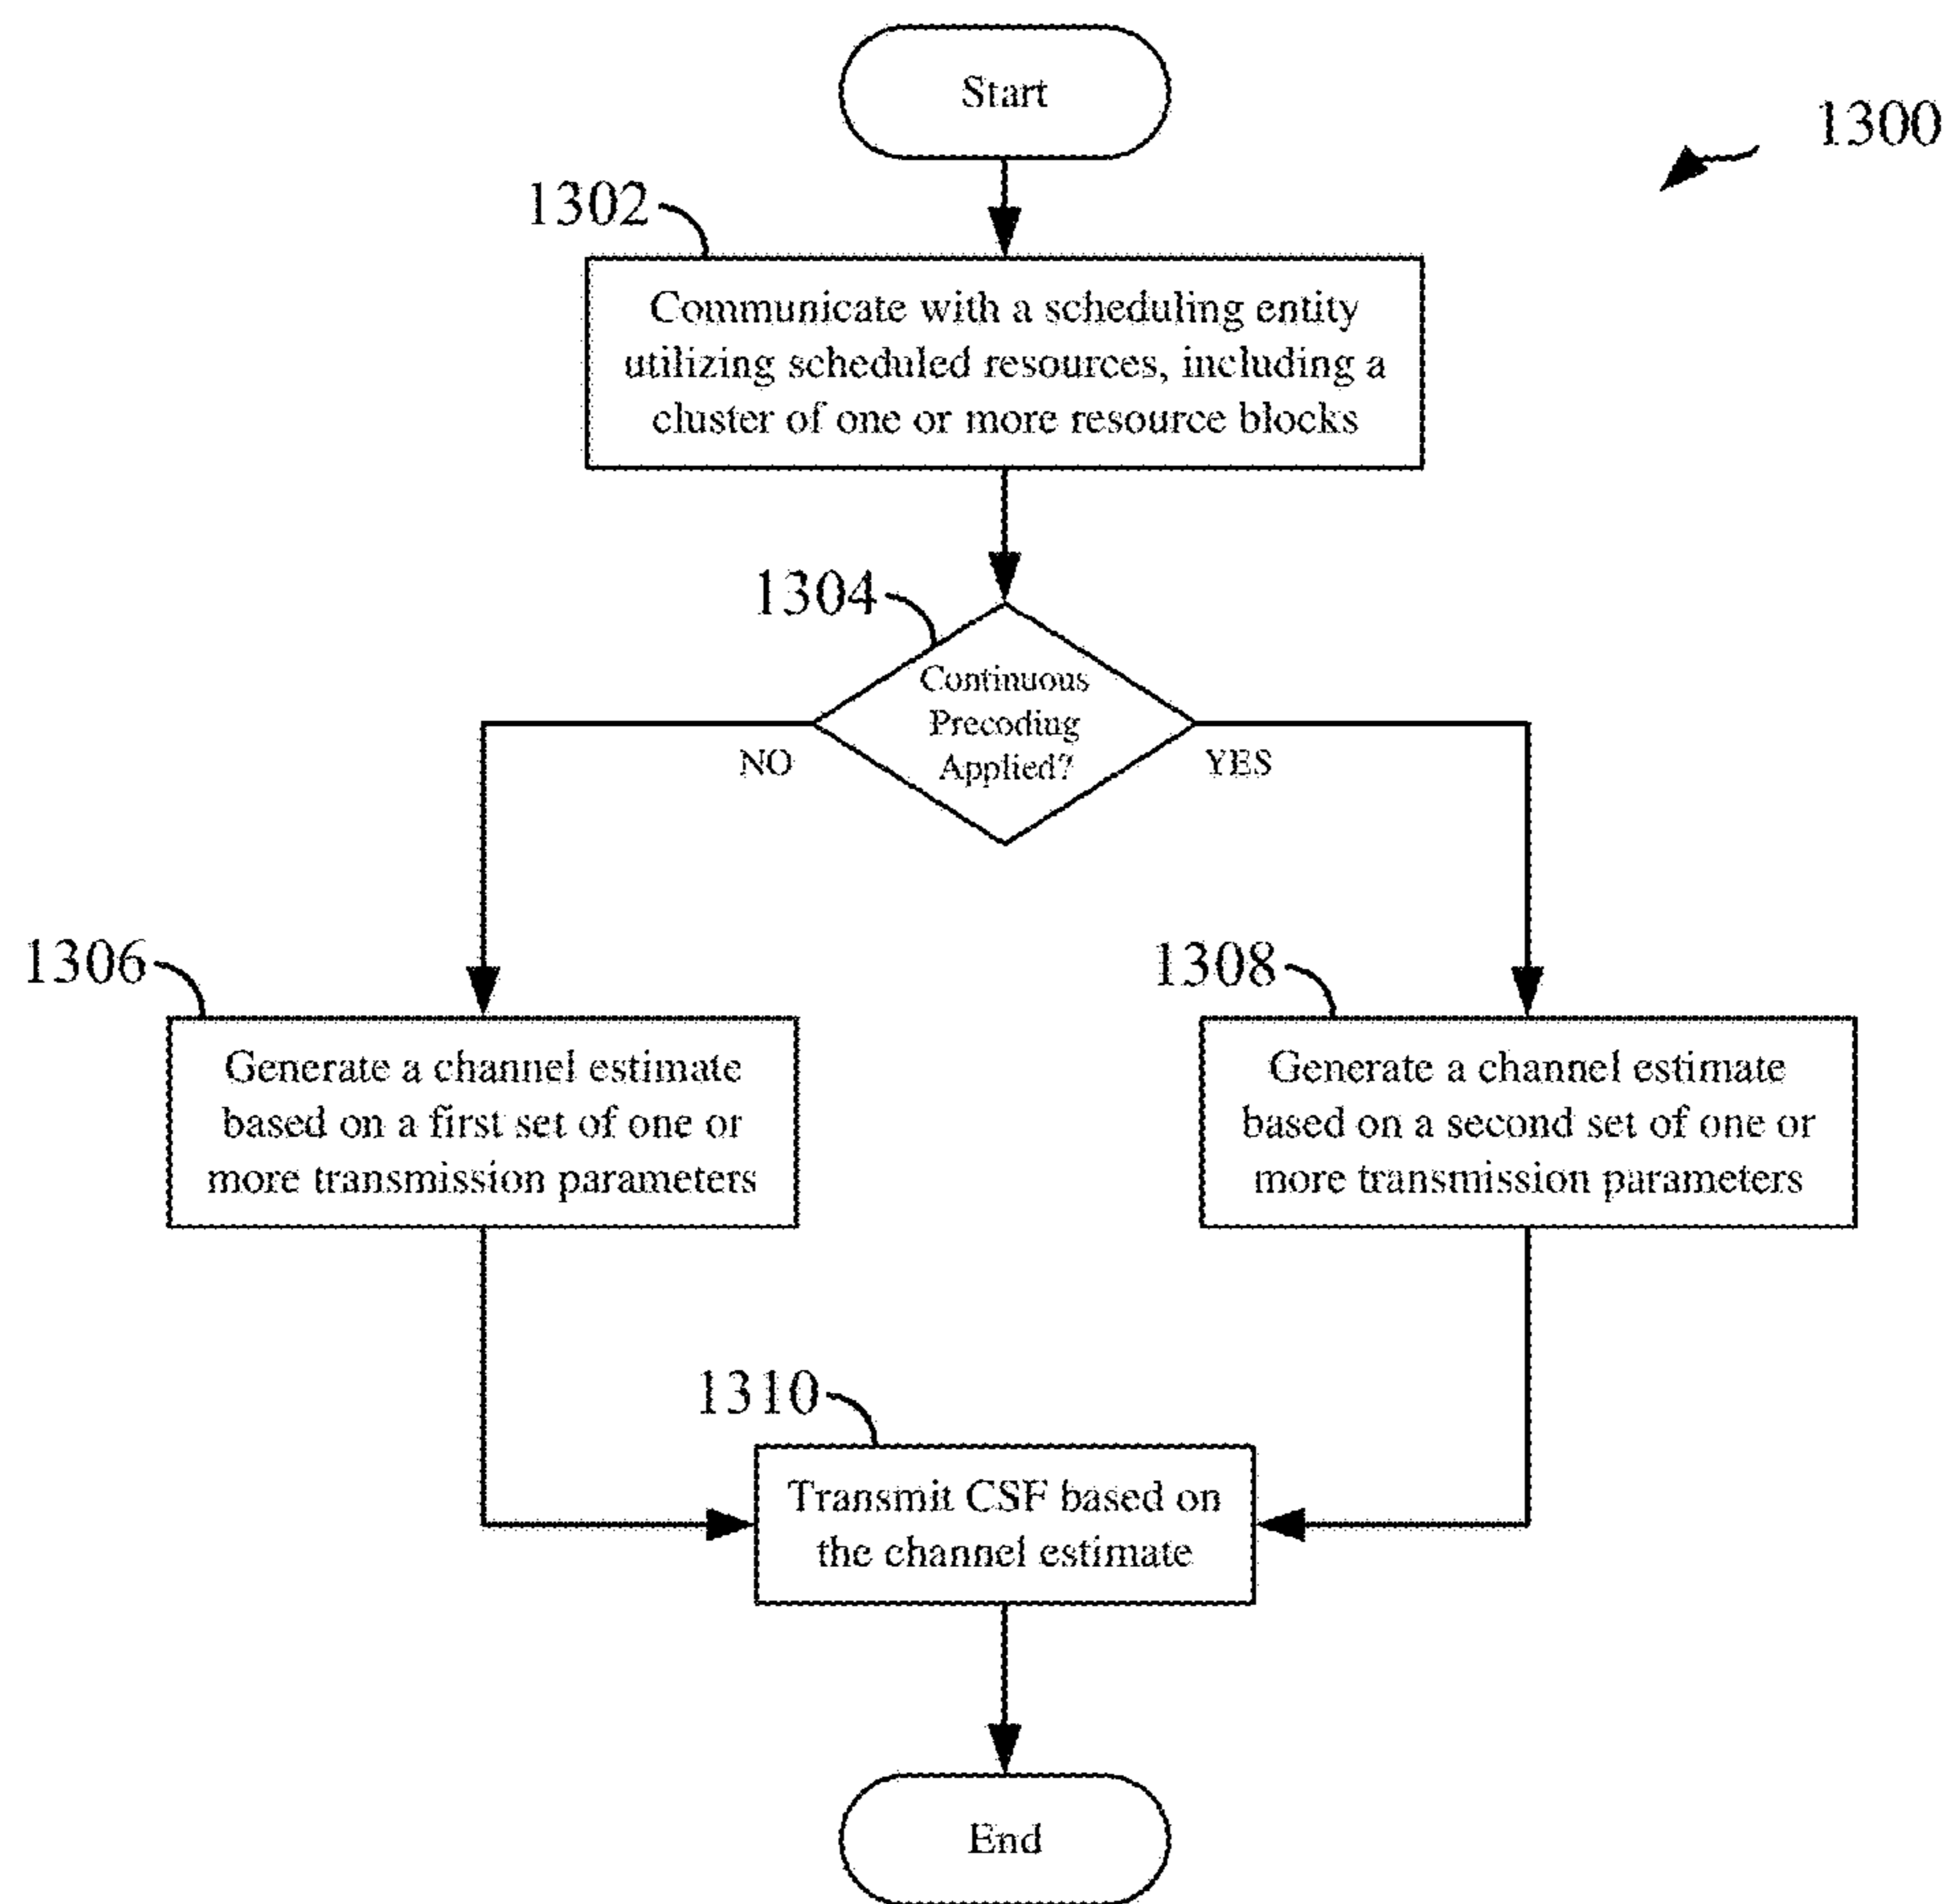 Start
1300
1302
Communicate with a scheduling entity
utilizing scheduled resources, including a
cluster of one or more resource blocks
1304
Continuous
Precoding
Applied?
NO
YES
1306
Generate a channel estimate
based on a first set of one or
more transmission parameters
1308
Generate a channel estimate
based on a second set of one or
more transmission parameters
1310
Transmit CSF based on
the channel estimate
End